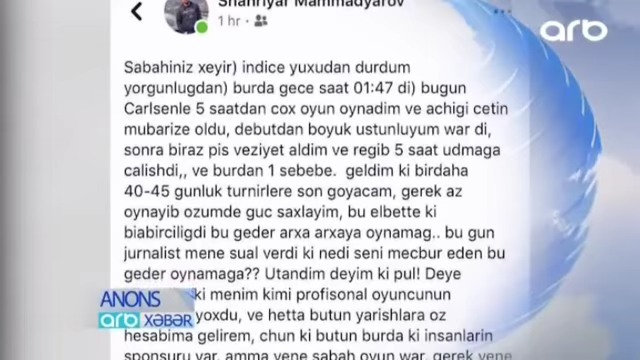 Shahriyar Mammadyarov
1 hr
arb
Sabahiniz xeyir) indice yuxudan durdum
yorgunlugdan) burda gece saat 01:47 di) bugun
Carlsenle 5 saatdan cox oyun oynadim ve achigi cetin
mubarize oldu, debutdan boyuk ustunluyum war di,
sonra biraz pis veziyet aldim ve regib 5 saat udmaga
calishdi,, ve burdan 1 sebebe. geldim ki birdaha
40-45 gunluk turnirlere son goyacam, gerek az
oynayib ozumde guc saxlayim, bu elbette ki
biabirciligdi bu geder arxa arxaya oynamag.. bu gun
jurnalist mene sual verdi ki nedi seni mecbur eden bu
geder oynamaga?? Utandim deyim ki pul! Deye
ki menim kimi profisonal oyuncunun
yoxdu, ve hetta butun yarishlara oz
hesabima gelirem, chun ki butun burda ki insanlarin
sponsuru var, amma yene sabah oyun war, gerek yene
ANONS
arb XƏBƏR